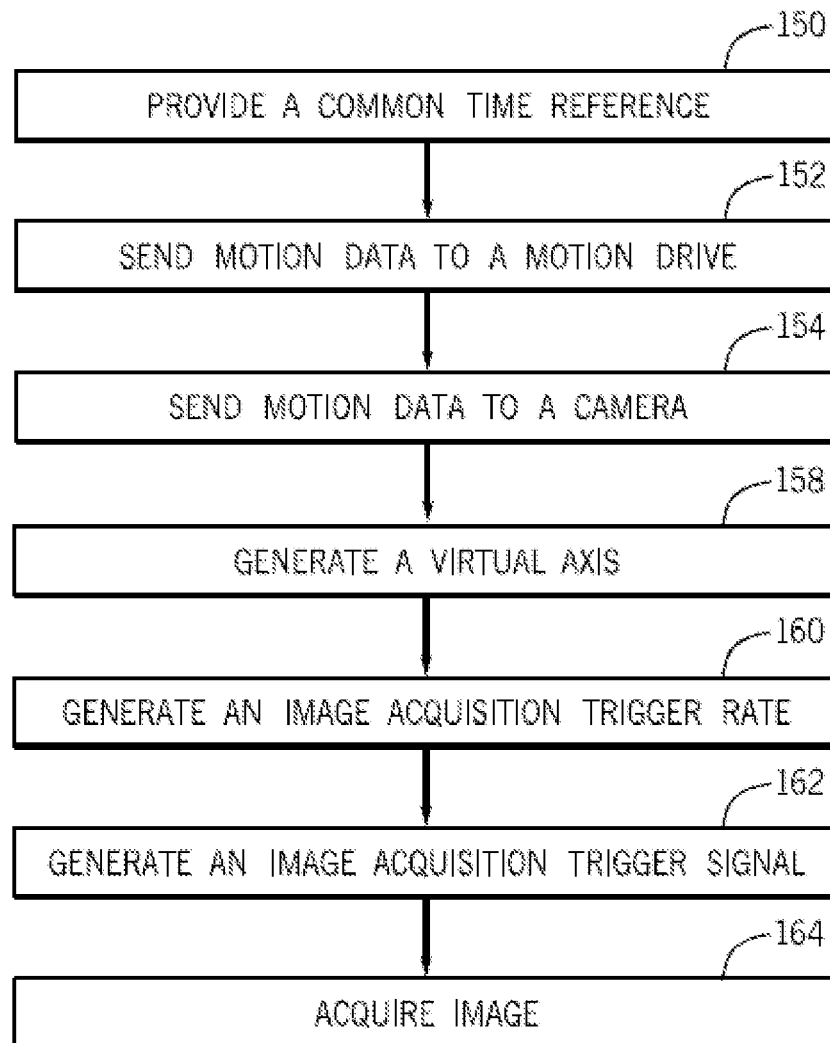 150
PROVIDE A COMMON TIME REFERENCE
152
SEND MOTION DATA TO A MOTION DRIVE
154
SEND MOTION DATA TO A CAMERA
158
GENERATE A VIRTUAL AXIS
160
GENERATE AN IMAGE ACQUISITION TRIGGER RATE
162
GENERATE AN IMAGE ACQUISITION TRIGGER SIGNAL
164
ACQUIRE IMAGE